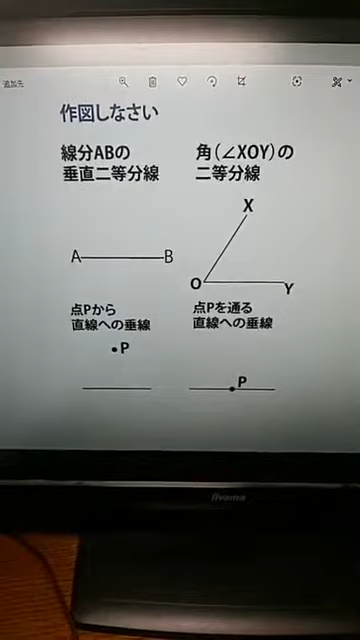 追加先
作図しなさい
線分ABの
垂直二等分線
角(∠XOY)の
二等分線
X
A
B
O
Y
点Pから
直線への垂線
点Pを通る
直線への垂線
P
P
iiyama